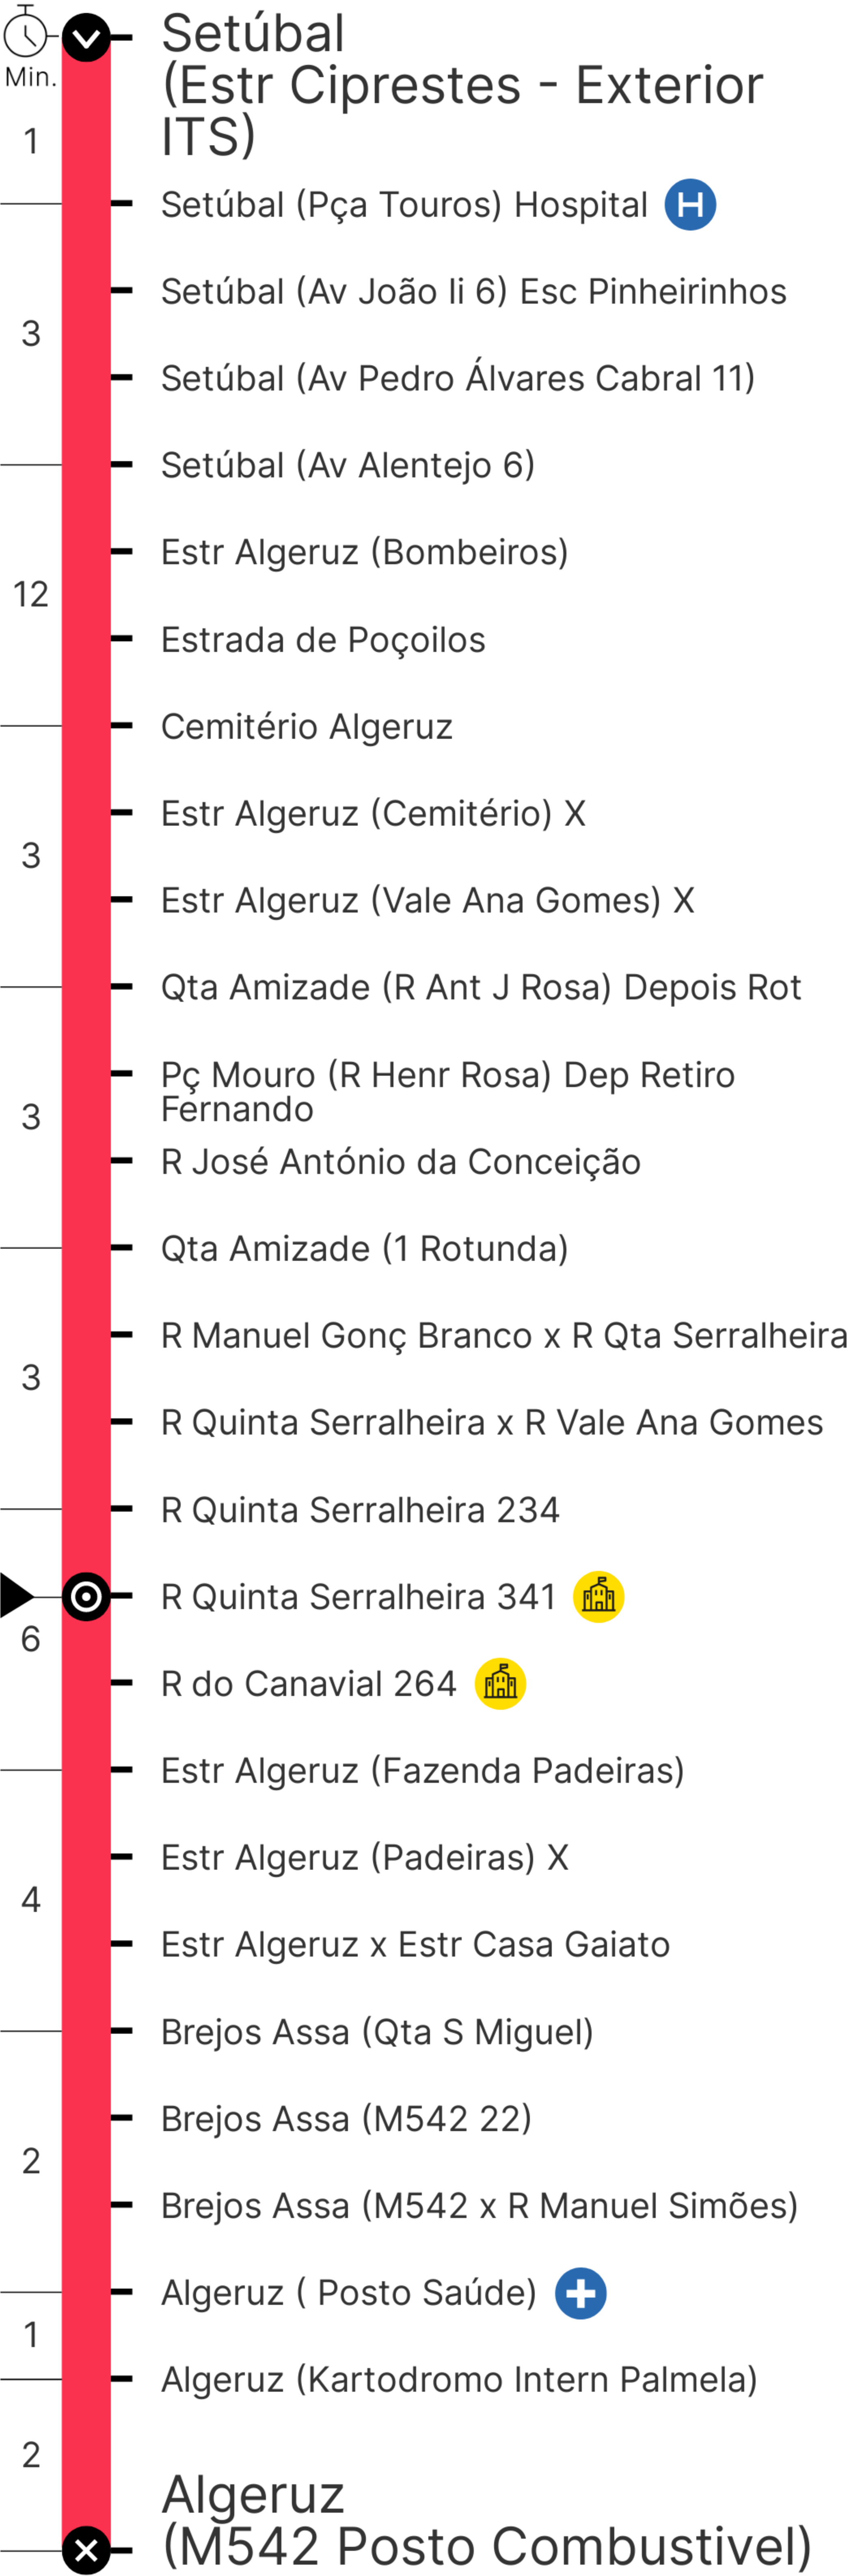 Setúbal
(Estr Ciprestes - Exterior
ITS)
Min.
1
Setúbal (Pça Touros) Hospital H
Setúbal (Av João Ii 6) Esc Pinheirinhos
3
Setúbal (Av Pedro Álvares Cabral 11)
Setúbal (Av Alentejo 6)
Estr Algeruz (Bombeiros)
12
Estrada de Poçoilos
Cemitério Algeruz
Estr Algeruz (Cemitério) X
3
Estr Algeruz (Vale Ana Gomes) X
Qta Amizade (R Ant J Rosa) Depois Rot
Pç Mouro (R Henr Rosa) Dep Retiro
Fernando
3
R José António da Conceição
Qta Amizade (1 Rotunda)
R Manuel Gonç Branco x R Qta Serralheira
3
R Quinta Serralheira x R Vale Ana Gomes
R Quinta Serralheira 234
R Quinta Serralheira 341
6
R do Canavial 264
Estr Algeruz (Fazenda Padeiras)
Estr Algeruz (Padeiras) X
4
Estr Algeruz x Estr Casa Gaiato
Brejos Assa (Qta S Miguel)
Brejos Assa (M542 22)
2
Brejos Assa (M542 x R Manuel Simões)
Algeruz ( Posto Saúde)
1
Algeruz (Kartodromo Intern Palmela)
2
Algeruz
(M542 Posto Combustivel)